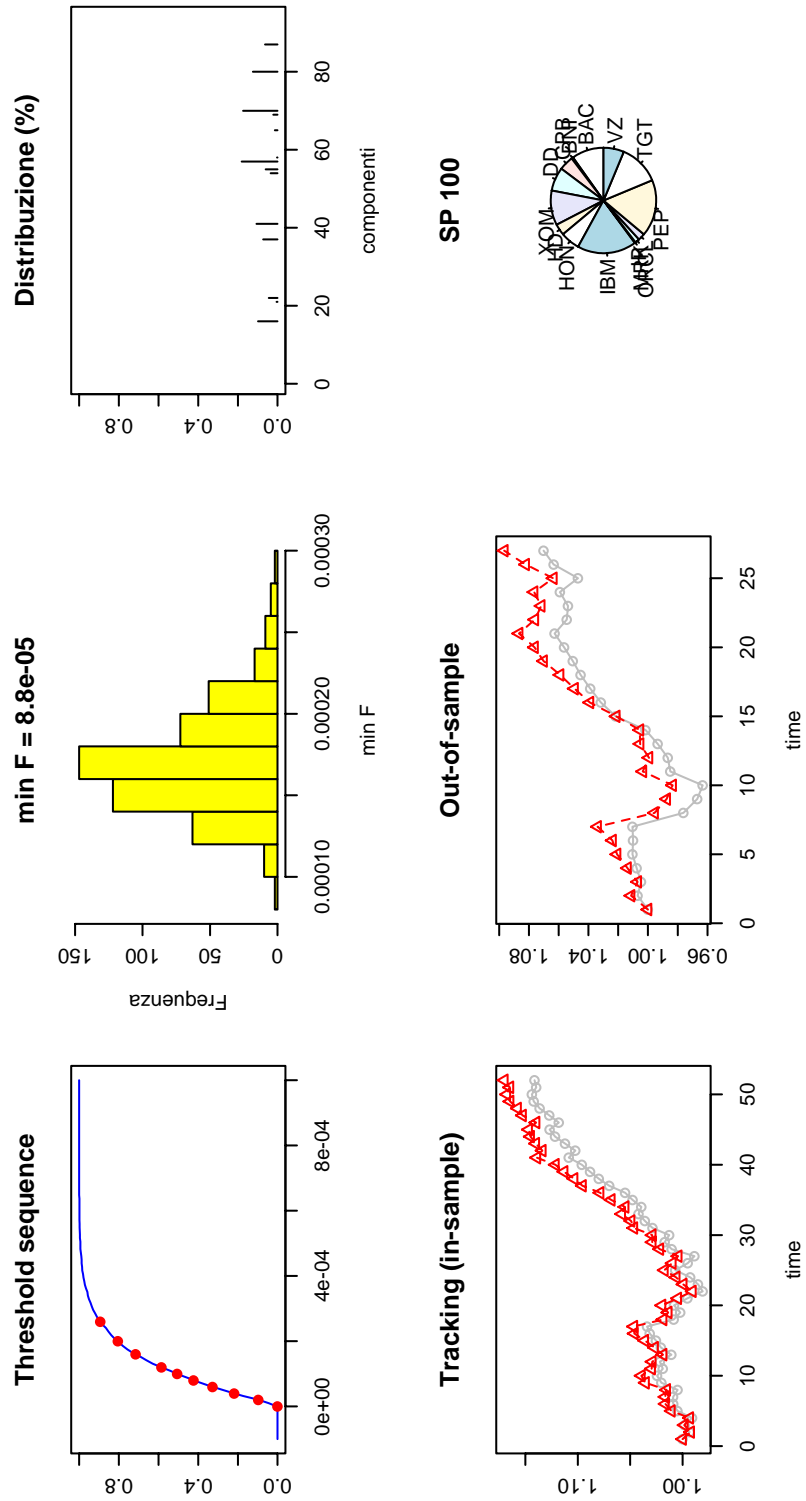 Threshold sequence
0.0
0.4
0.8
0e+00
4e-04
8e-04
min F = 8.8e-05
Frequenza
0
50
100
150
0.00010
0.00020
0.00030
min F
Distribuzione (%)
0.0
0.4
0.8
0
20
40
60
80
componenti
Tracking (in-sample)
1.00
1.10
0
10
20
30
40
50
time
Out-of-sample
0.96
1.00
1.04
1.08
0
5
10
15
20
25
time
SP 100
VZ
TGT
PEP
ORCL
IBM
HON
HD
XOM
DD
BNI
BAC